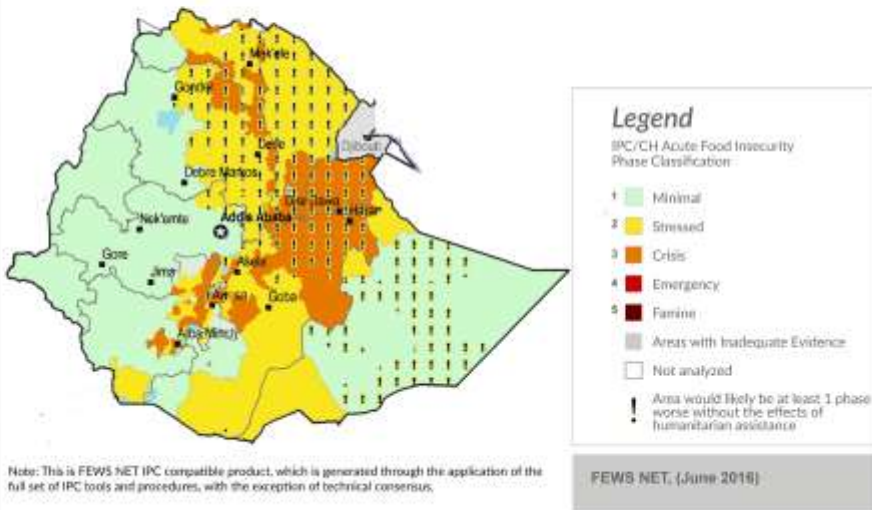 Mek'ele
Gonder
Djibouti
Dese
Debre Markos
Dire Dawa
Harar
Addis Ababa
Nek'emte
Gore
Jima
Asela
Goba
Arba Minch
Legend
IPC/CH Acute Food Insecurity
Phase Classification
1 Minimal
2 Stressed
3 Crisis
4 Emergency
5 Famine
Areas with Inadequate Evidence
Not analyzed
! Area would likely be at least 1 phase
worse without the effects of
humanitarian assistance
Note: This is FEWS NET IPC compatible product, which is generated through the application of the
full set of IPC tools and procedures, with the exception of technical consensus.
FEWS NET, (June 2016)